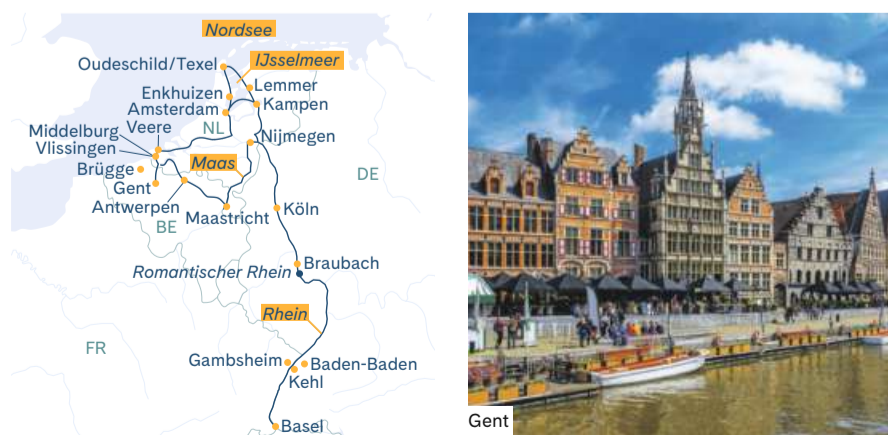 Nordsee
IJsselmeer
Oudeschild/Texel
Lemmer
Enkhuizen
Kampen
Amsterdam
Veere
Middelburg
NL
Nijmegen
Vlissingen
Maas
Brügge
DE
Gent
Antwerpen
Maastricht
Köln
BE
Braubach
Romantischer Rhein
Rhein
FR
Gambsheim
Baden-Baden
Kehl
Basel
Gent